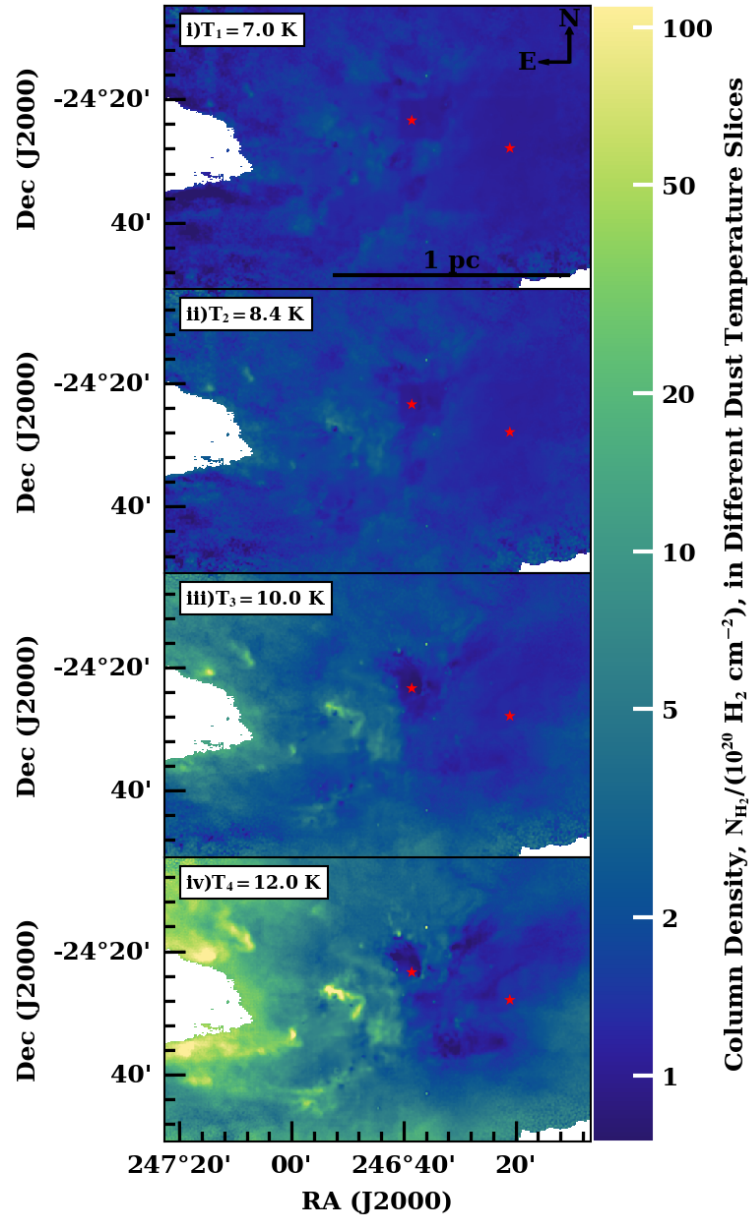 i)T₁=7.0 K
N
E
1 pc
-24°20'
40'
Dec (J2000)
ii)T₂=8.4 K
-24°20'
40'
Dec (J2000)
iii)T₃=10.0 K
-24°20'
40'
Dec (J2000)
iv)T₄=12.0 K
-24°20'
40'
Dec (J2000)
247°20' 00' 246°40' 20'
RA (J2000)
100
50
20
10
5
2
1
Column Density, N_H₂/(10²⁰ H₂ cm⁻²), in Different Dust Temperature Slices